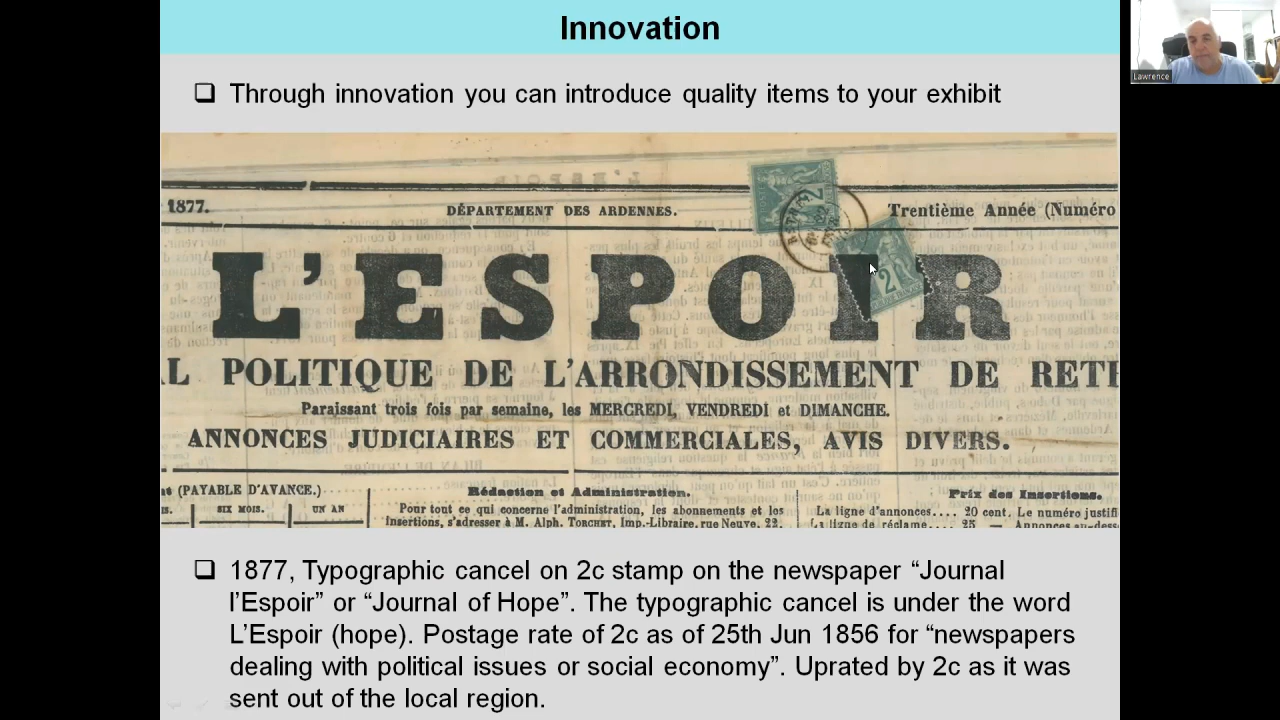 Innovation
Lawrence
❑ Through innovation you can introduce quality items to your exhibit
1877.
DÉPARTEMENT DES ARDENNES.
Trentième Année (Numéro
L'ESPOIR
L POLITIQUE DE L'ARRONDISSEMENT DE RETH
Paraissant trois fois par semaine, les MERCREDI, VENDREDI et DIMANCHE.
ANNONCES JUDICIAIRES ET COMMERCIALES, AVIS DIVERS.
(PAYABLE D'AVANCE.)
SIX MOIS.
UN AN
Rédaction et Administration.
Pour tout ce qui concerne l'administration, les abonnements et les
insertions, s'adresser à M. Alph. TORCHET, Imp.-Libraire, rue Neuve, 22.
Prix des Insertions.
La ligne d'annonces.... 20 cent. Le numéro justifi
La ligne de réclame.... 25 — Annonces au-dess
❑ 1877, Typographic cancel on 2c stamp on the newspaper “Journal
l’Espoir” or “Journal of Hope”. The typographic cancel is under the word
L’Espoir (hope). Postage rate of 2c as of 25th Jun 1856 for “newspapers
dealing with political issues or social economy”. Uprated by 2c as it was
sent out of the local region.